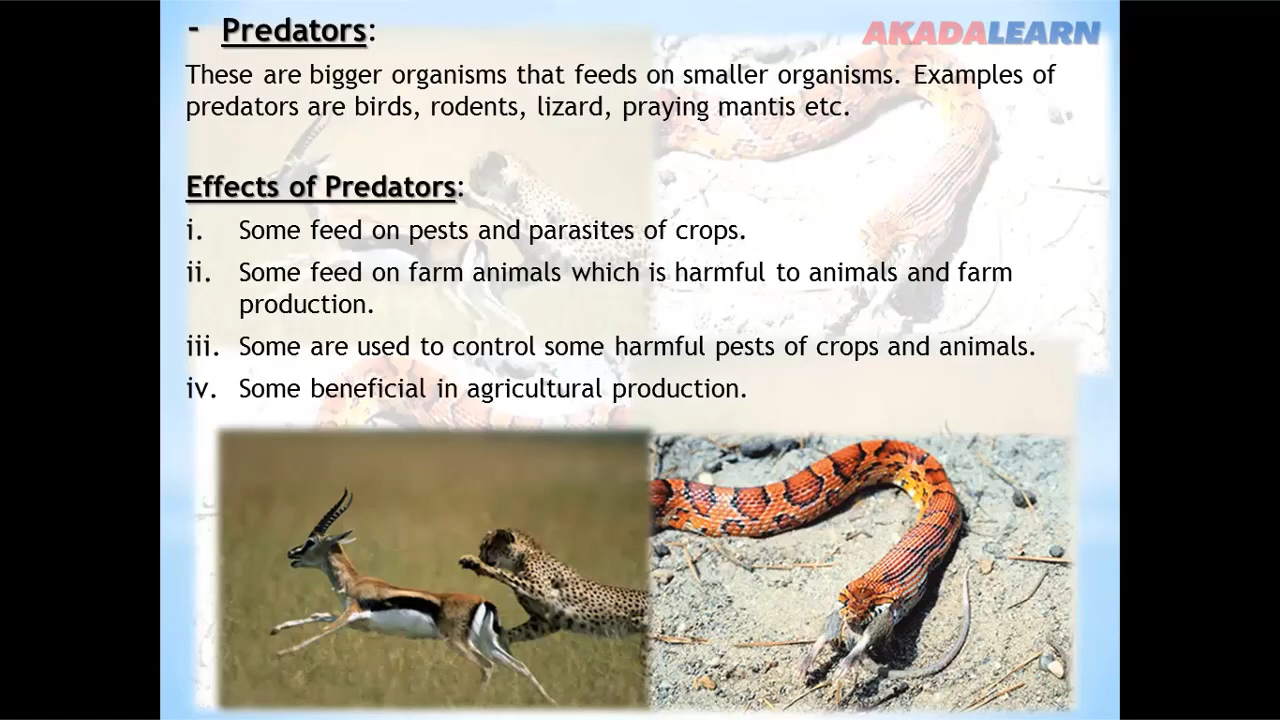 - Predators:
AKADALEARN
These are bigger organisms that feeds on smaller organisms. Examples of
predators are birds, rodents, lizard, praying mantis etc.
Effects of Predators:
i. Some feed on pests and parasites of crops.
ii. Some feed on farm animals which is harmful to animals and farm
production.
iii. Some are used to control some harmful pests of crops and animals.
iv. Some beneficial in agricultural production.